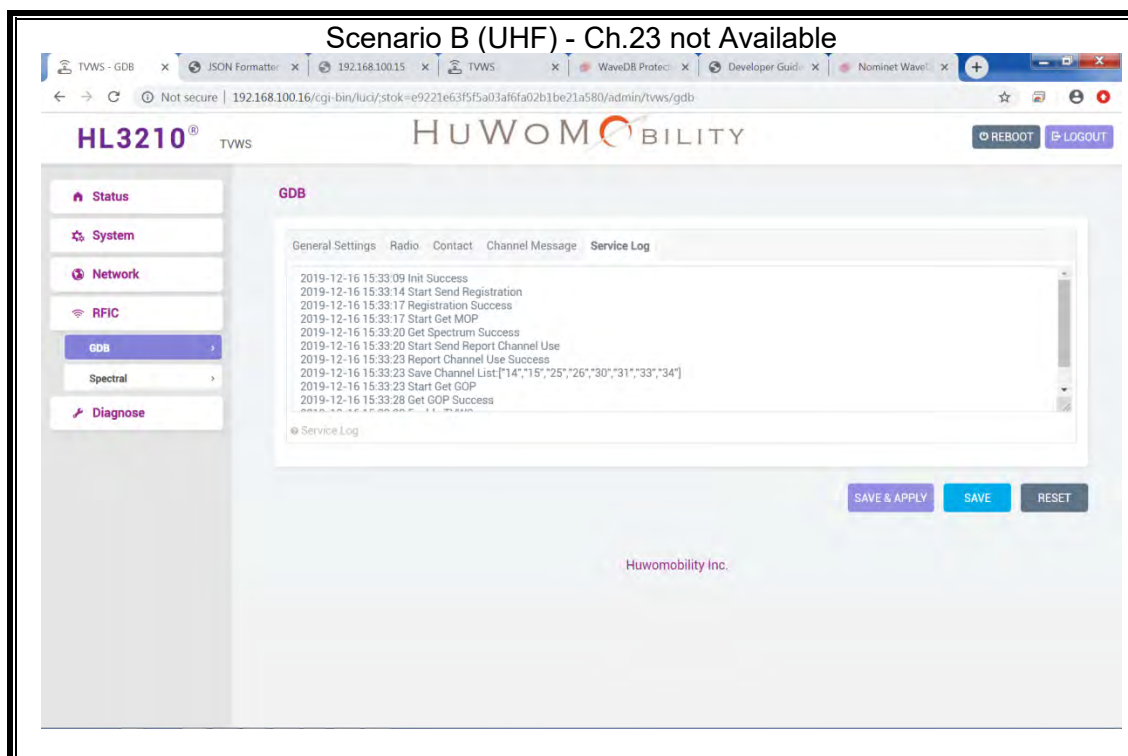 Scenario B (UHF) - Ch.23 not Available
TVWS - GDB
JSON Formatter
192.168.100.15
TVWS
WaveDB Protec
Developer Guid
Nominet Wave
Not secure | 192.168.100.16/cgi-bin/luci/;stok=e9221e63f5f5a03af6fa02b1be21a580/admin/tvws/gdb
HL3210® TVWS
HUWOMOBILITY
REBOOT
LOGOUT
Status
System
Network
RFIC
GDB
Spectral
Diagnose
GDB
General Settings Radio Contact Channel Message Service Log
2019-12-16 15:33:09 Init Success
2019-12-16 15:33:14 Start Send Registration
2019-12-16 15:33:17 Registration Success
2019-12-16 15:33:17 Start Get MOP
2019-12-16 15:33:20 Get Spectrum Success
2019-12-16 15:33:20 Start Send Report Channel Use
2019-12-16 15:33:23 Report Channel Use Success
2019-12-16 15:33:23 Save Channel List:["14","15","25","26","30","31","33","34"]
2019-12-16 15:33:23 Start Get GOP
2019-12-16 15:33:28 Get GOP Success
Service Log
SAVE & APPLY
SAVE
RESET
Huwomobility Inc.